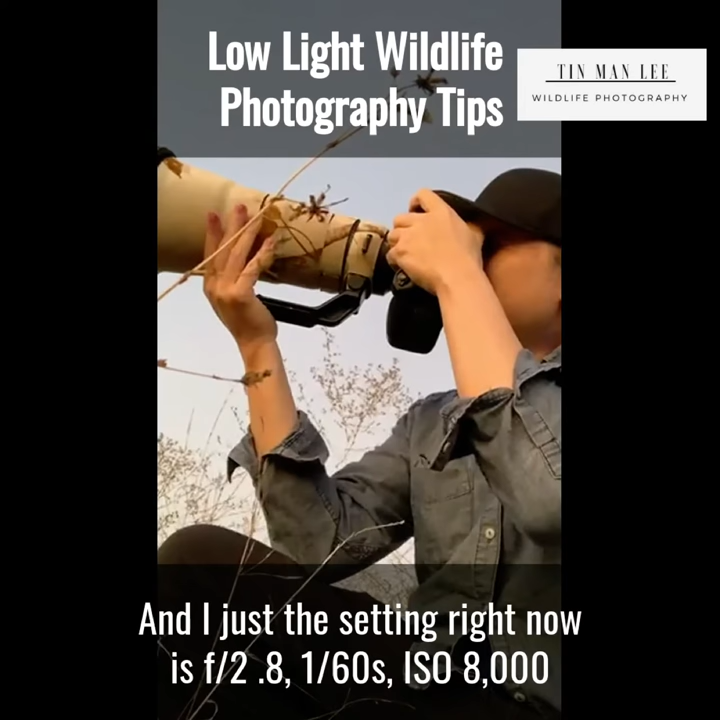 Low Light Wildlife
Photography Tips
TIN MAN LEE
WILDLIFE PHOTOGRAPHY
And I just the setting right now
is f/2 .8, 1/60s, ISO 8,000